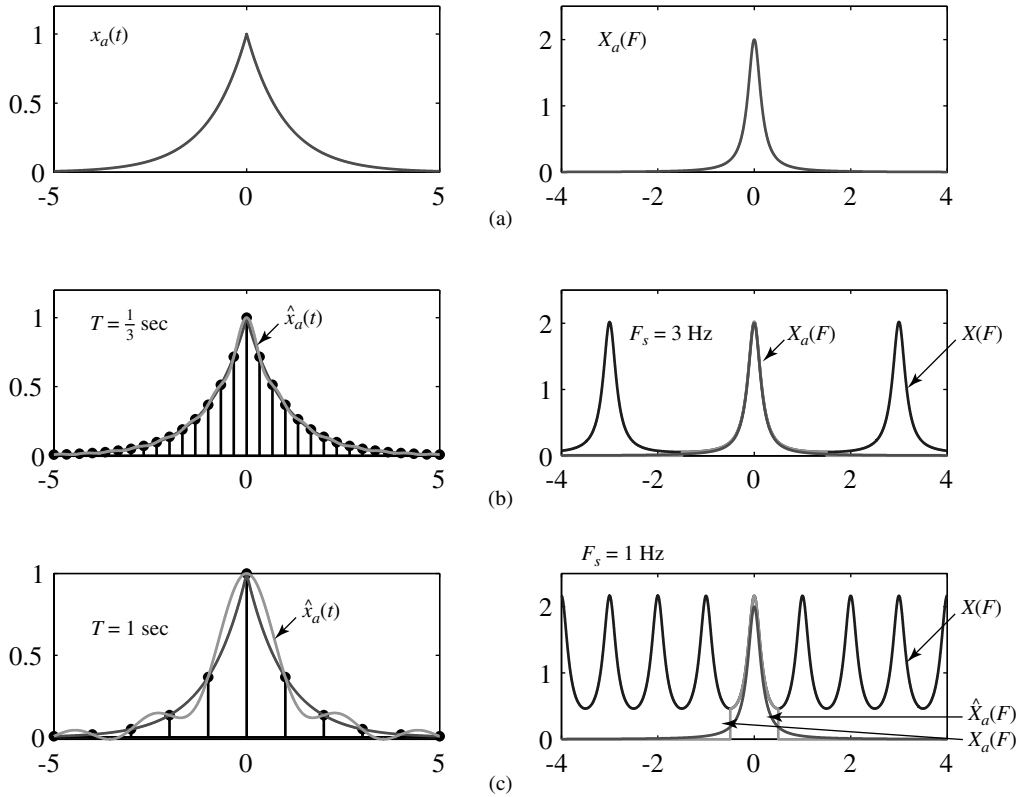 x_a(t)
1
0.5
0
-5 0 5
X_a(F)
2
1
0
-4 -2 0 2 4
(a)
T = 1/3 sec
x̂_a(t)
1
0.5
0
-5 0 5
F_s = 3 Hz
X_a(F)
X(F)
2
1
0
-4 -2 0 2 4
(b)
T = 1 sec
x̂_a(t)
1
0.5
0
-5 0 5
F_s = 1 Hz
X(F)
X̂_a(F)
X_a(F)
2
1
0
-4 -2 0 2 4
(c)